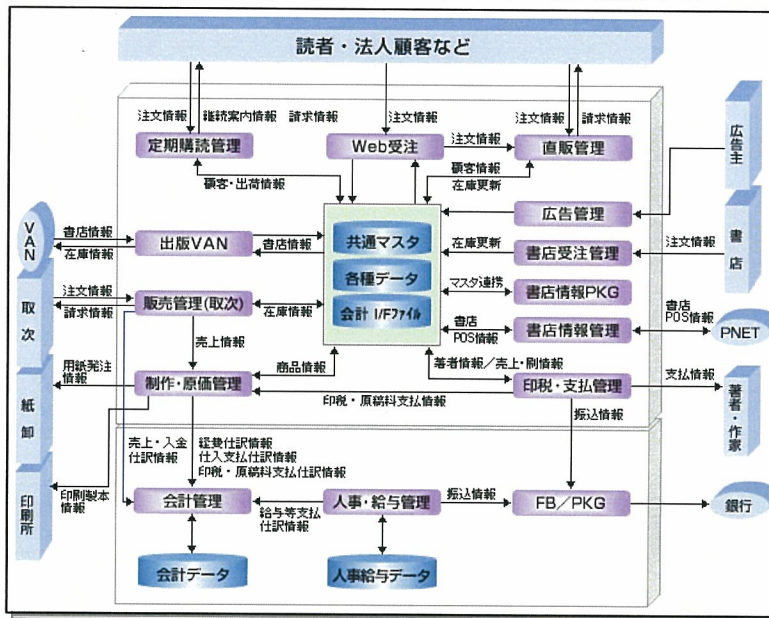 読者・法人顧客など
注文情報
継続案内情報
請求情報
注文情報
注文情報
請求情報
定期購読管理
Web受注
注文情報
直販管理
顧客・出荷情報
顧客情報
在庫更新
広告主
広告管理
VAN
書店情報
在庫情報
出版VAN
書店情報
共通マスタ
各種データ
会計 I/Fファイル
在庫更新
書店受注管理
注文情報
書店
マスタ連携
書店情報PKG
取次
注文情報
請求情報
販売管理(取次)
在庫情報
書店
POS情報
書店情報管理
書店
POS情報
PNET
売上情報
用紙発注
情報
紙卸
制作・原価管理
商品情報
著者情報/売上・刷情報
印税・原稿料支払情報
印税・支払管理
支払情報
著者・作家
振込情報
売上・入金
仕訳情報
経費仕訳情報
仕入支払仕訳情報
印税・原稿料支払仕訳情報
印刷所
印刷製本
情報
会計管理
給与等支払
仕訳情報
人事・給与管理
振込情報
FB/PKG
銀行
会計データ
人事給与データ